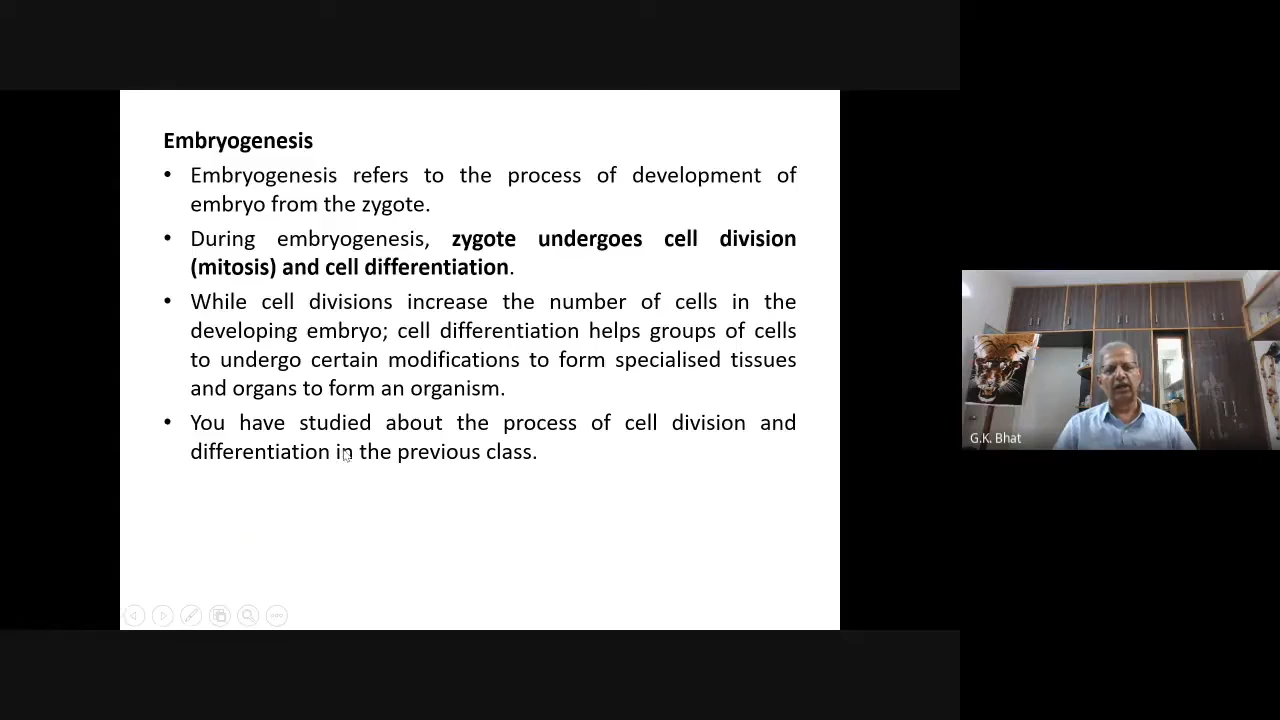 Embryogenesis
• Embryogenesis refers to the process of development of
embryo from the zygote.
• During embryogenesis, zygote undergoes cell division
(mitosis) and cell differentiation.
• While cell divisions increase the number of cells in the
developing embryo; cell differentiation helps groups of cells
to undergo certain modifications to form specialised tissues
and organs to form an organism.
• You have studied about the process of cell division and
differentiation in the previous class.
G.K. Bhat